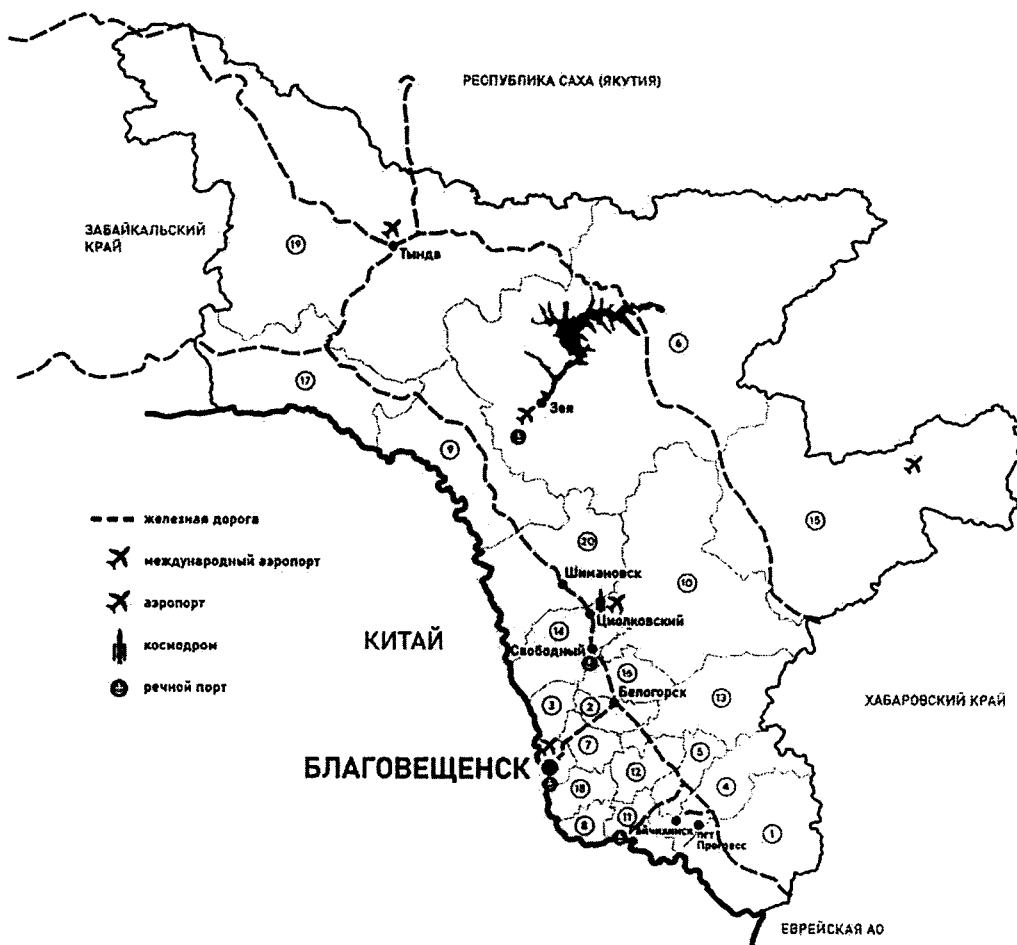 РЕСПУБЛИКА САХА (ЯКУТИЯ)
ЗАБАЙКАЛЬСКИЙ
КРАЙ
19
Тында
6
17
Зея
9
железная дорога
15
международный аэропорт
20
10
Шимановск
аэропорт
Циолковский
14
КИТАЙ
космодром
Свободный
16
речной порт
Белогорск
13
ХАБАРОВСКИЙ КРАЙ
3
2
7
5
БЛАГОВЕЩЕНСК
12
18
4
11
8
1
Райчихинск
пгт
Прогресс
ЕВРЕЙСКАЯ АО